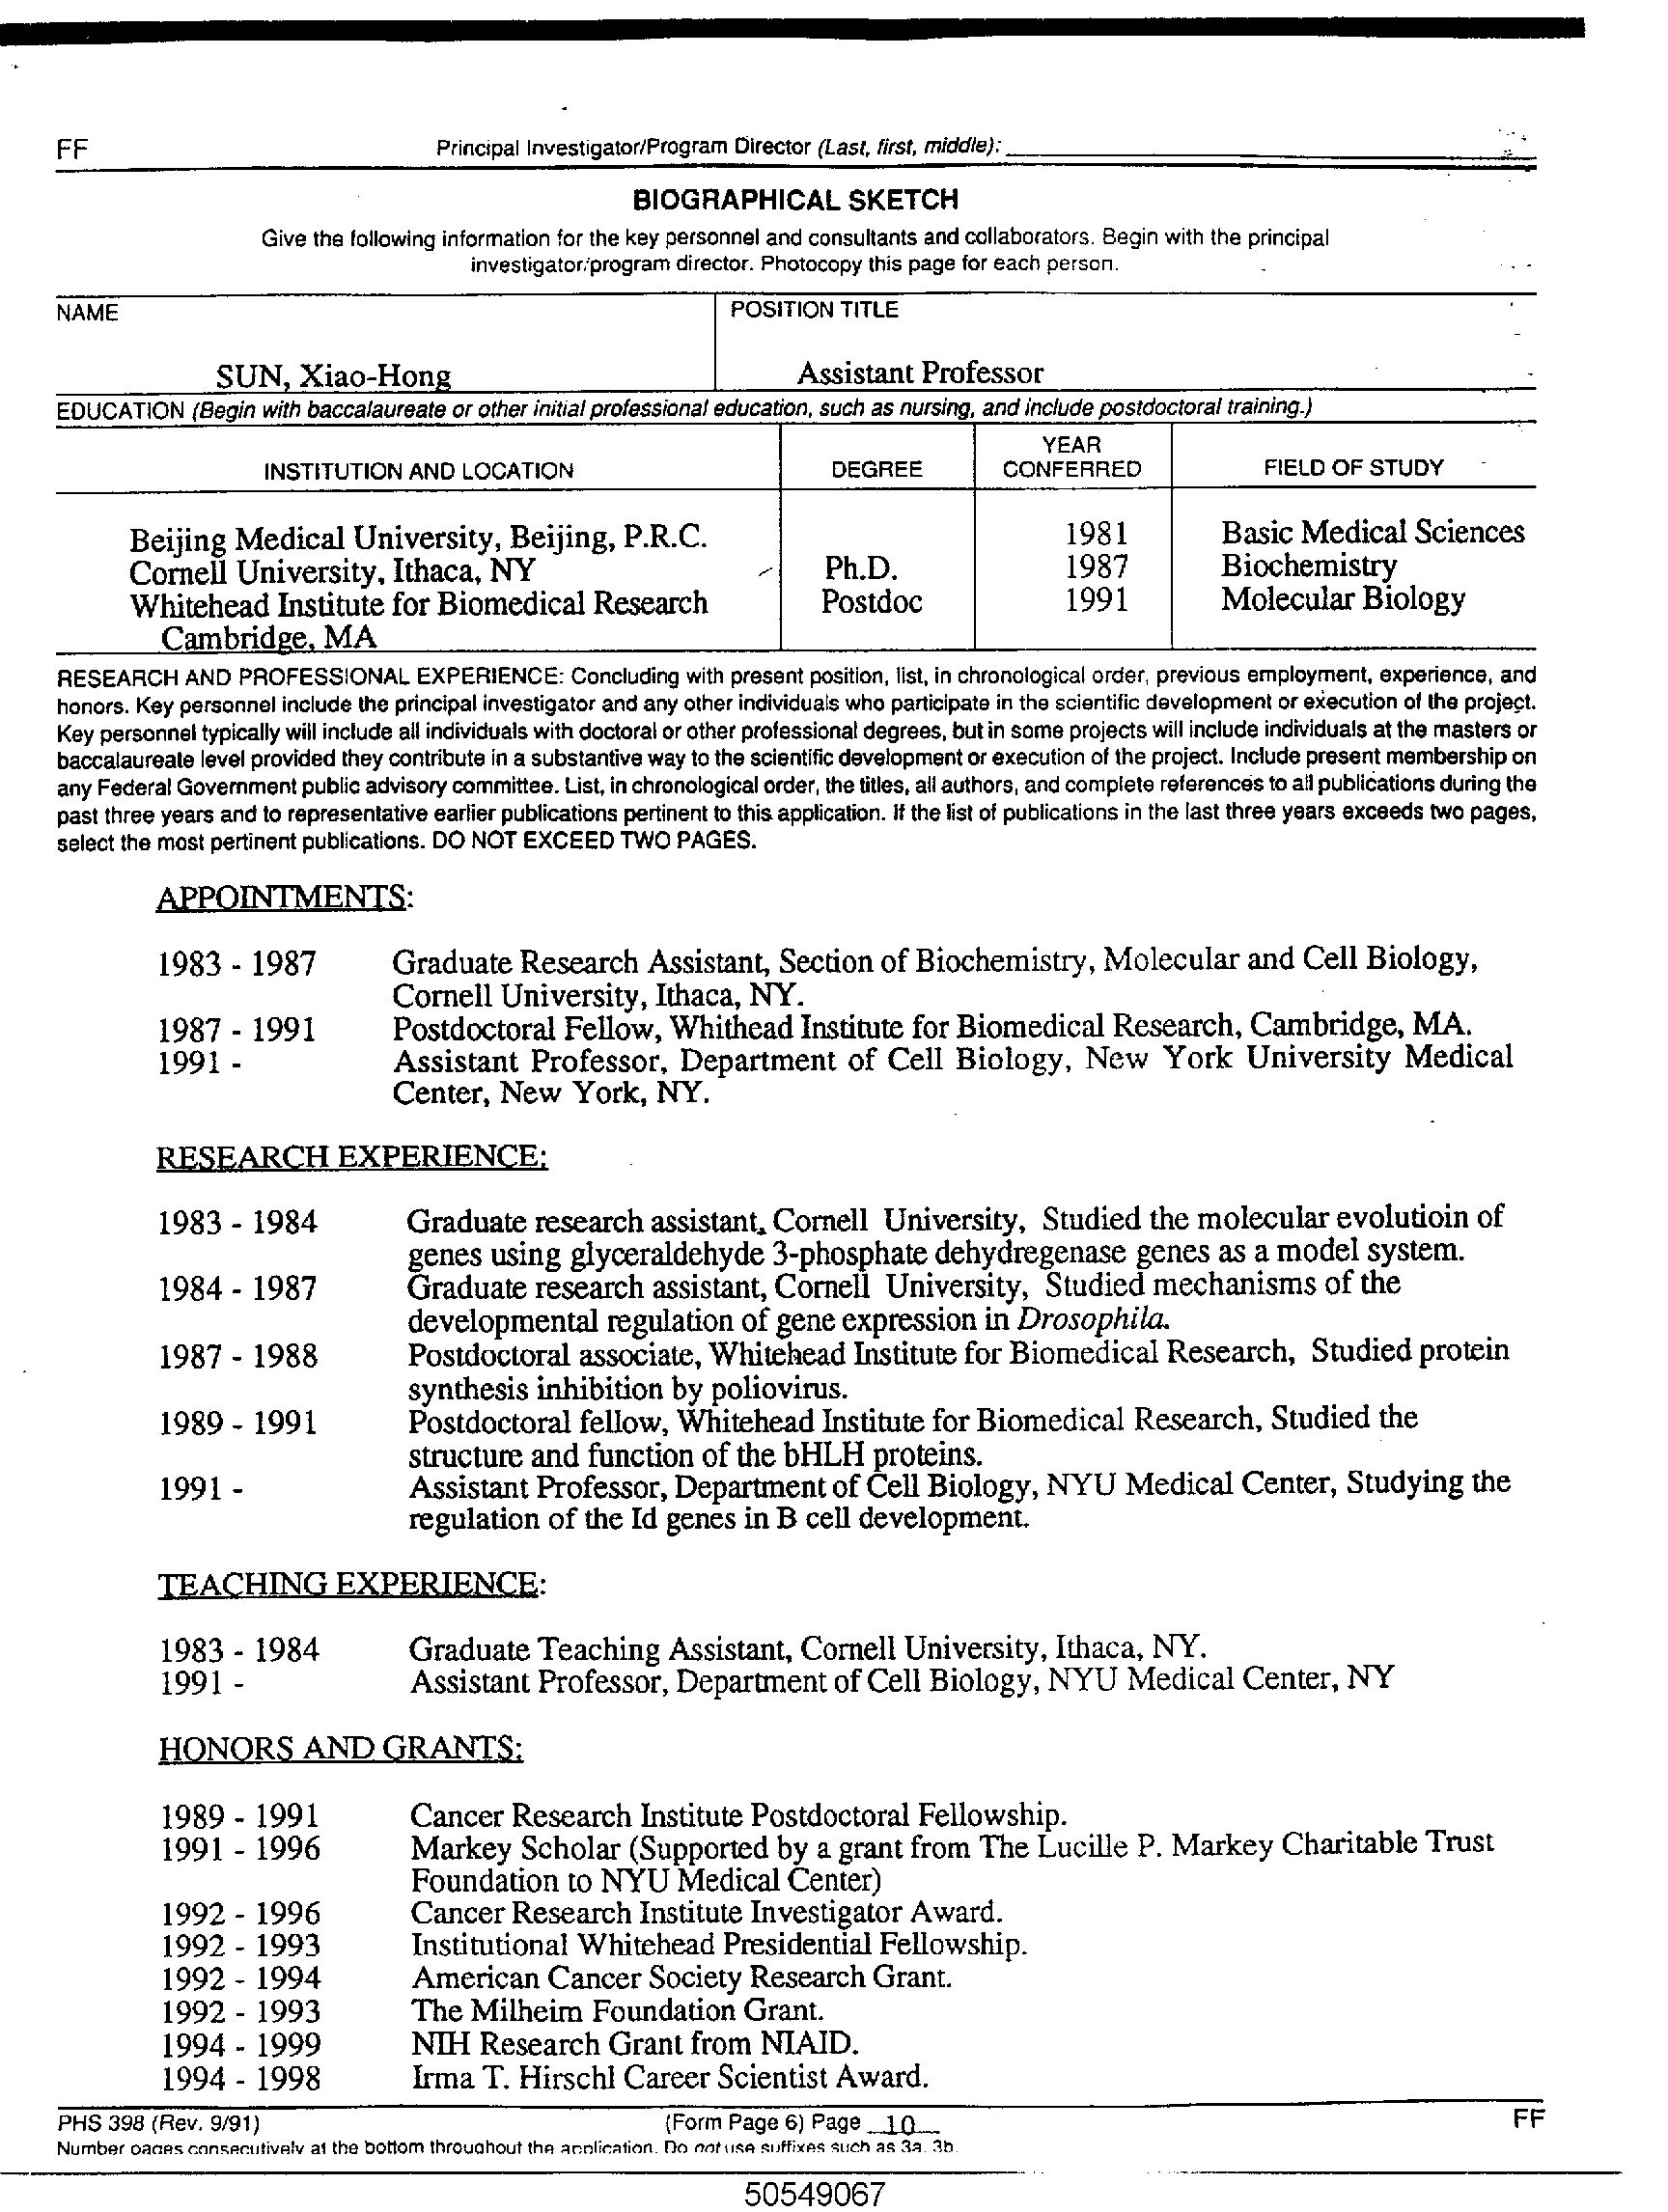 FF Principal Investigator/Program Director (Last, first, middle):
BIOGRAPHICAL SKETCH
Give the following information for the key personnel and consultants and collaborators. Begin with the principal
investigator/program director. Photocopy this page for each person.
NAME POSITION TITLE
SUN, Xiao-Hong Assistant Professor
EDUCATION (Begin with baccalaureate or other initial professional education, such as nursing, and include postdoctoral training.)
INSTITUTION AND LOCATION DEGREE YEAR CONFERRED FIELD OF STUDY
Beijing Medical University, Beijing, P.R.C. 1981 Basic Medical Sciences
Cornell University, Ithaca, NY Ph.D. 1987 Biochemistry
Whitehead Institute for Biomedical Research Postdoc 1991 Molecular Biology
Cambridge, MA
RESEARCH AND PROFESSIONAL EXPERIENCE: Concluding with present position, list, in chronological order, previous employment, experience, and
honors. Key personnel include the principal investigator and any other individuals who participate in the scientific development or execution of the project.
Key personnel typically will include all individuals with doctoral or other professional degrees, but in some projects will include individuals at the masters or
baccalaureate level provided they contribute in a substantive way to the scientific development or execution of the project. Include present membership on
any Federal Government public advisory committee. List, in chronological order, the titles, all authors, and complete references to all publications during the
past three years and to representative earlier publications pertinent to this application. If the list of publications in the last three years exceeds two pages,
select the most pertinent publications. DO NOT EXCEED TWO PAGES.
APPOINTMENTS:
1983 - 1987 Graduate Research Assistant, Section of Biochemistry, Molecular and Cell Biology,
Cornell University, Ithaca, NY.
1987 - 1991 Postdoctoral Fellow, Whithead Institute for Biomedical Research, Cambridge, MA.
1991 - Assistant Professor, Department of Cell Biology, New York University Medical
Center, New York, NY.
RESEARCH EXPERIENCE:
1983 - 1984 Graduate research assistant, Cornell University, Studied the molecular evolutioin of
genes using glyceraldehyde 3-phosphate dehydregenase genes as a model system.
1984 - 1987 Graduate research assistant, Cornell University, Studied mechanisms of the
developmental regulation of gene expression in Drosophila.
1987 - 1988 Postdoctoral associate, Whitehead Institute for Biomedical Research, Studied protein
synthesis inhibition by poliovirus.
1989 - 1991 Postdoctoral fellow, Whitehead Institute for Biomedical Research, Studied the
structure and function of the bHLH proteins.
1991 - Assistant Professor, Department of Cell Biology, NYU Medical Center, Studying the
regulation of the Id genes in B cell development.
TEACHING EXPERIENCE:
1983 - 1984 Graduate Teaching Assistant, Cornell University, Ithaca, NY.
1991 - Assistant Professor, Department of Cell Biology, NYU Medical Center, NY
HONORS AND GRANTS:
1989 - 1991 Cancer Research Institute Postdoctoral Fellowship.
1991 - 1996 Markey Scholar (Supported by a grant from The Lucille P. Markey Charitable Trust
Foundation to NYU Medical Center)
1992 - 1996 Cancer Research Institute Investigator Award.
1992 - 1993 Institutional Whitehead Presidential Fellowship.
1992 - 1994 American Cancer Society Research Grant.
1992 - 1993 The Milheim Foundation Grant.
1994 - 1999 NIH Research Grant from NIAID.
1994 - 1998 Irma T. Hirschl Career Scientist Award.
PHS 398 (Rev. 9/91) (Form Page 6) Page 10 FF
Number pages consecutively at the bottom throughout the application. Do not use suffixes such as 3a, 3b.
50549067